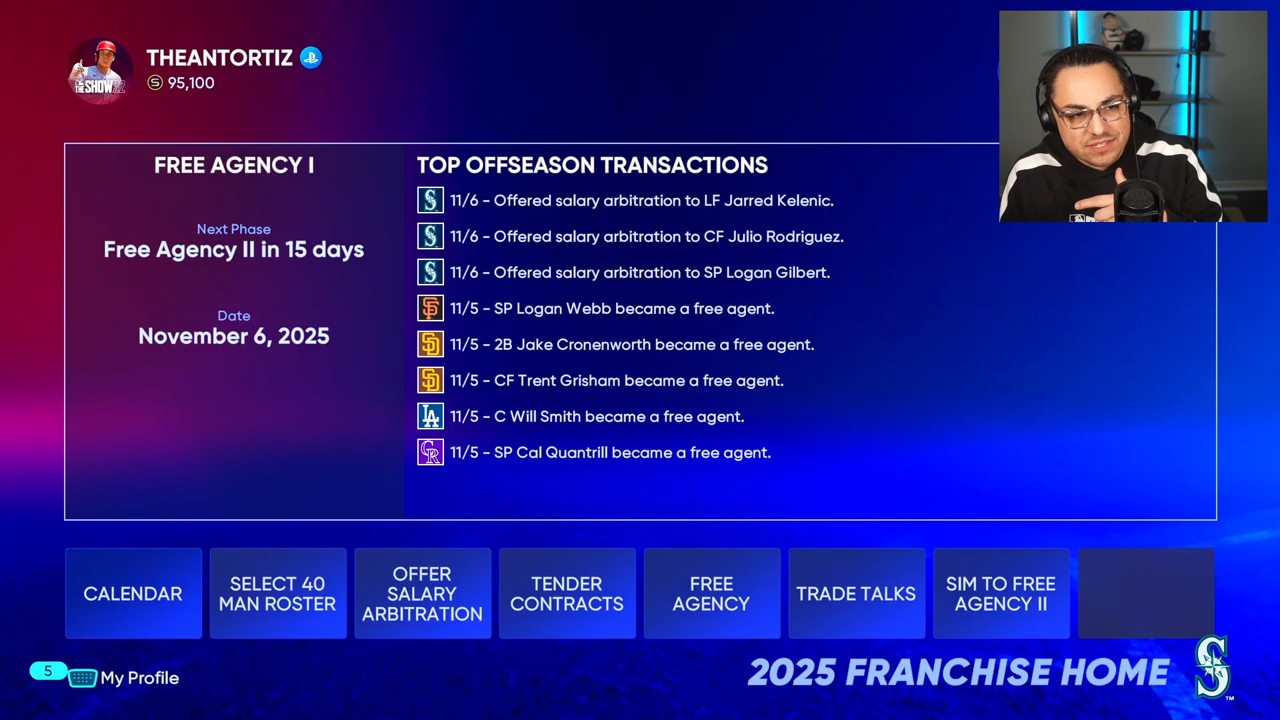 THEANTORTIZ
95,100
THE SHOW 22
FREE AGENCY I
Next Phase
Free Agency II in 15 days
Date
November 6, 2025
TOP OFFSEASON TRANSACTIONS
11/6 - Offered salary arbitration to LF Jarred Kelenic.
11/6 - Offered salary arbitration to CF Julio Rodriguez.
11/6 - Offered salary arbitration to SP Logan Gilbert.
11/5 - SP Logan Webb became a free agent.
11/5 - 2B Jake Cronenworth became a free agent.
11/5 - CF Trent Grisham became a free agent.
11/5 - C Will Smith became a free agent.
11/5 - SP Cal Quantrill became a free agent.
CALENDAR
SELECT 40
MAN ROSTER
OFFER
SALARY
ARBITRATION
TENDER
CONTRACTS
FREE
AGENCY
TRADE TALKS
SIM TO FREE
AGENCY II
5
My Profile
2025 FRANCHISE HOME
S
TM